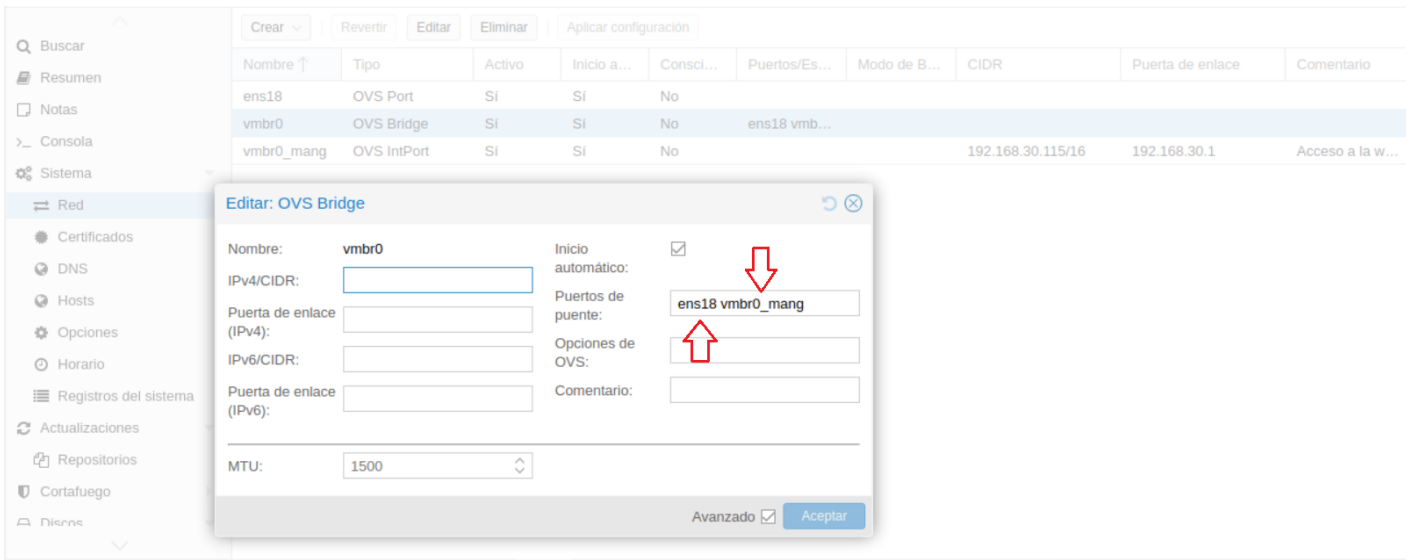 Buscar
Resumen
Notas
Consola
Sistema
Red
Certificados
DNS
Hosts
Opciones
Horario
Registros del sistema
Actualizaciones
Repositorios
Cortafuego
Discos
Crear Revertir Editar Eliminar Aplicar configuración
Nombre Tipo Activo Inicio a... Consci... Puertos/Es... Modo de B... CIDR Puerta de enlace Comentario
ens18 OVS Port Sí Sí No
vmbr0 OVS Bridge Sí Sí No ens18 vmb...
vmbr0_mang OVS IntPort Sí Sí No 192.168.30.115/16 192.168.30.1 Acceso a la w...
Editar: OVS Bridge
Nombre: vmbr0
IPv4/CIDR:
Puerta de enlace
(IPv4):
IPv6/CIDR:
Puerta de enlace
(IPv6):
Inicio
automático:
Puertos de
puente: ens18 vmbr0_mang
Opciones de
OVS:
Comentario:
MTU: 1500
Avanzado Aceptar